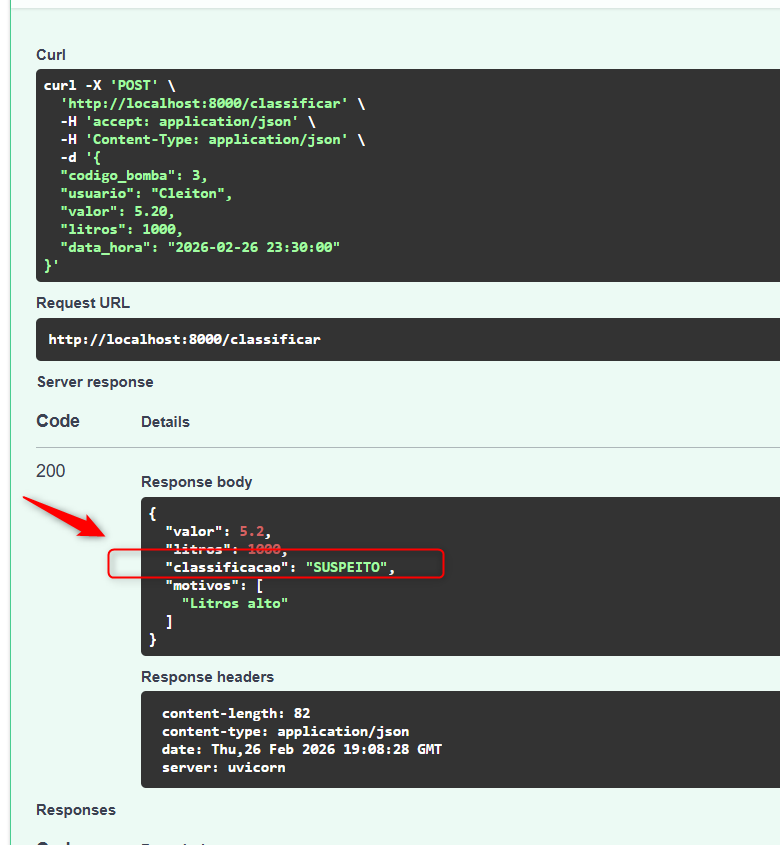 Curl
curl -X 'POST' \
'http://localhost:8000/classificar' \
-H 'accept: application/json' \
-H 'Content-Type: application/json' \
-d '{
"codigo_bomba": 3,
"usuario": "Cleiton",
"valor": 5.20,
"litros": 1000,
"data_hora": "2026-02-26 23:30:00"
}'
Request URL
http://localhost:8000/classificar
Server response
Code Details
200
Response body
{
"valor": 5.2,
"litros": 1000,
"classificacao": "SUSPEITO",
"motivos": [
"Litros alto"
]
}
Response headers
content-length: 82
content-type: application/json
date: Thu,26 Feb 2026 19:08:28 GMT
server: uvicorn
Responses